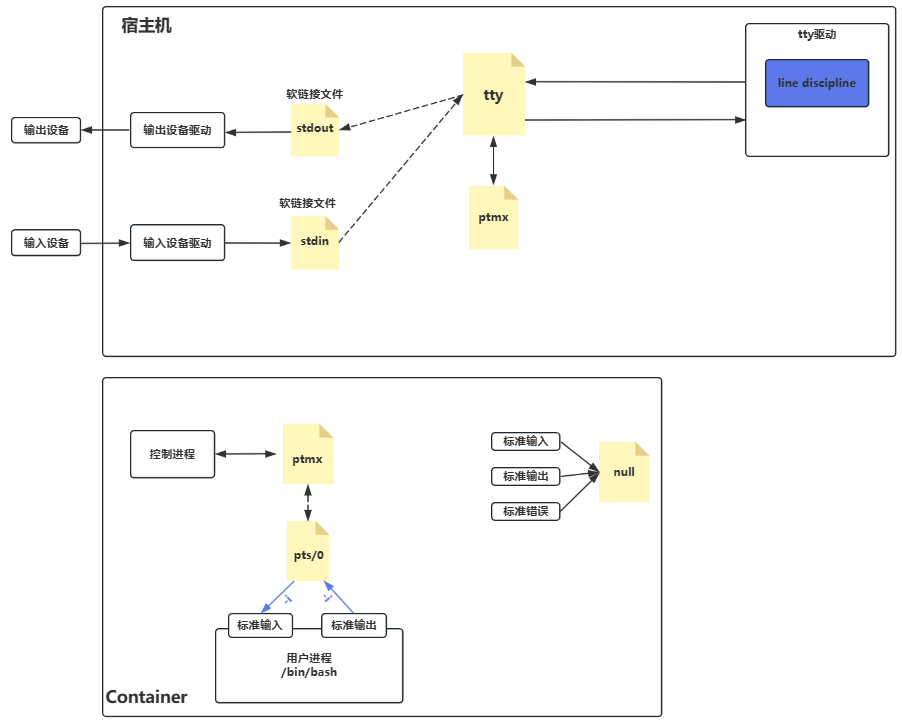 宿主机
tty驱动
line discipline
tty
软链接文件
stdout
输出设备
输出设备驱动
ptmx
软链接文件
stdin
输入设备
输入设备驱动
控制进程
ptmx
标准输入
标准输出
标准错误
null
pts/0
-i
-i
标准输入
标准输出
用户进程
/bin/bash
Container